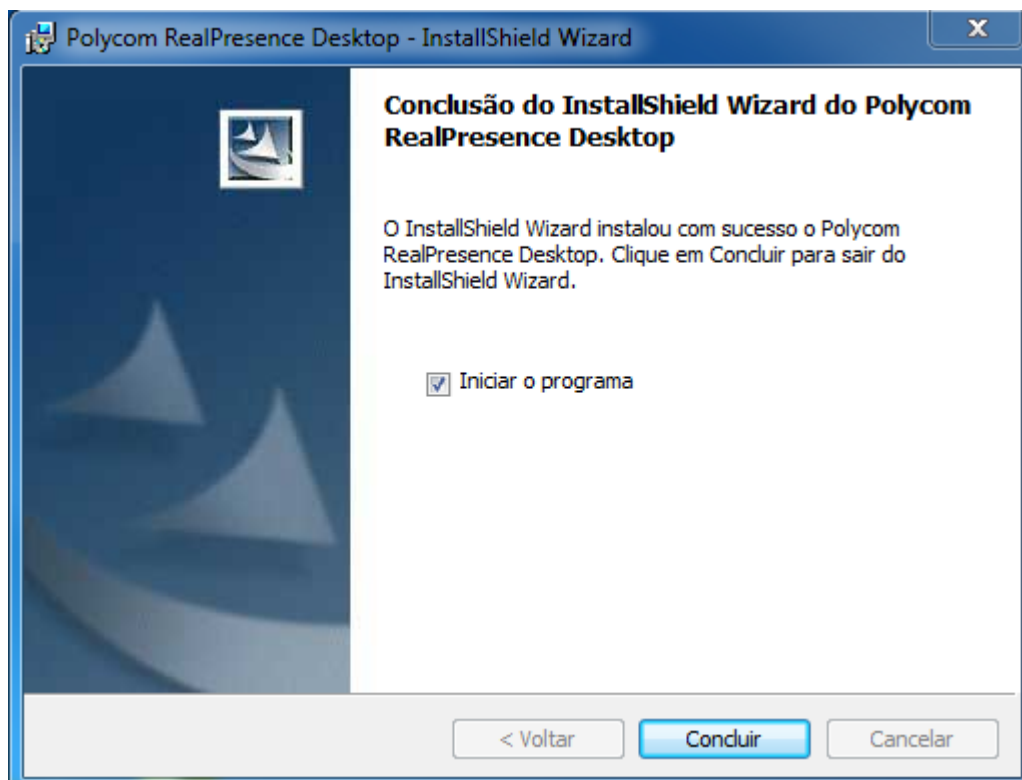 Polycom RealPresence Desktop - InstallShield Wizard
Conclusão do InstallShield Wizard do Polycom
RealPresence Desktop
O InstallShield Wizard instalou com sucesso o Polycom
RealPresence Desktop. Clique em Concluir para sair do
InstallShield Wizard.
Iniciar o programa
< Voltar
Concluir
Cancelar